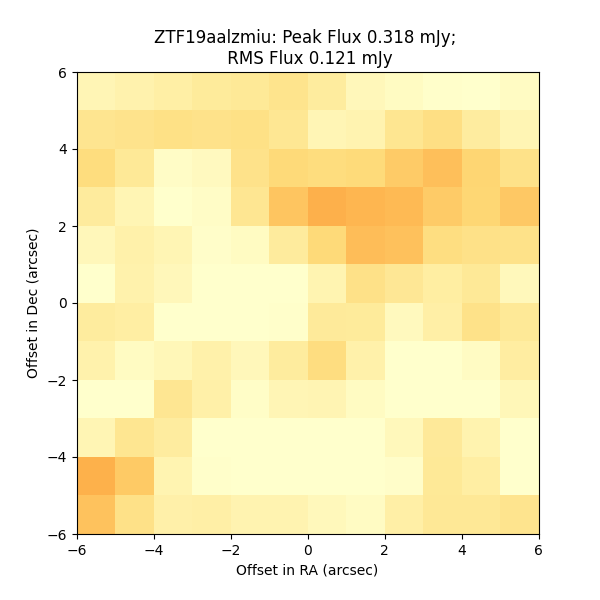 ZTF19aalzmiu: Peak Flux 0.318 mJy;
RMS Flux 0.121 mJy
6
4
2
0
−2
−4
−6
Offset in Dec (arcsec)
−6 −4 −2 0 2 4 6
Offset in RA (arcsec)